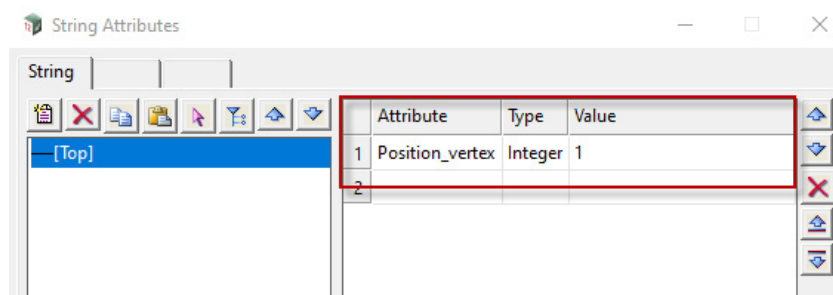 String Attributes
String
Attribute Type Value
[Top]
1 Position_vertex Integer 1
2